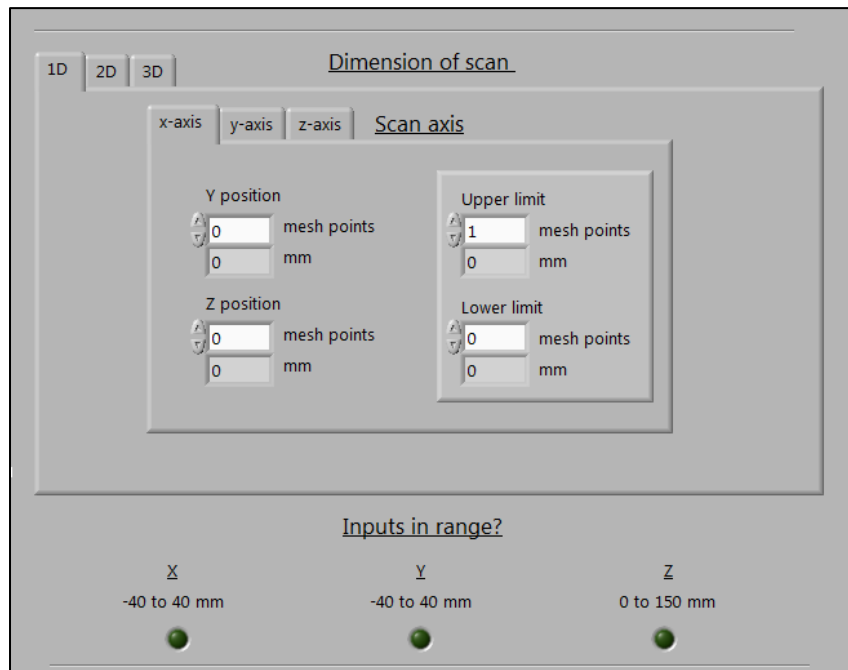 Dimension of scan
1D 2D 3D
x-axis y-axis z-axis Scan axis
Y position
0 mesh points
0 mm
Z position
0 mesh points
0 mm
Upper limit
1 mesh points
0 mm
Lower limit
0 mesh points
0 mm
Inputs in range?
X Y Z
-40 to 40 mm -40 to 40 mm 0 to 150 mm